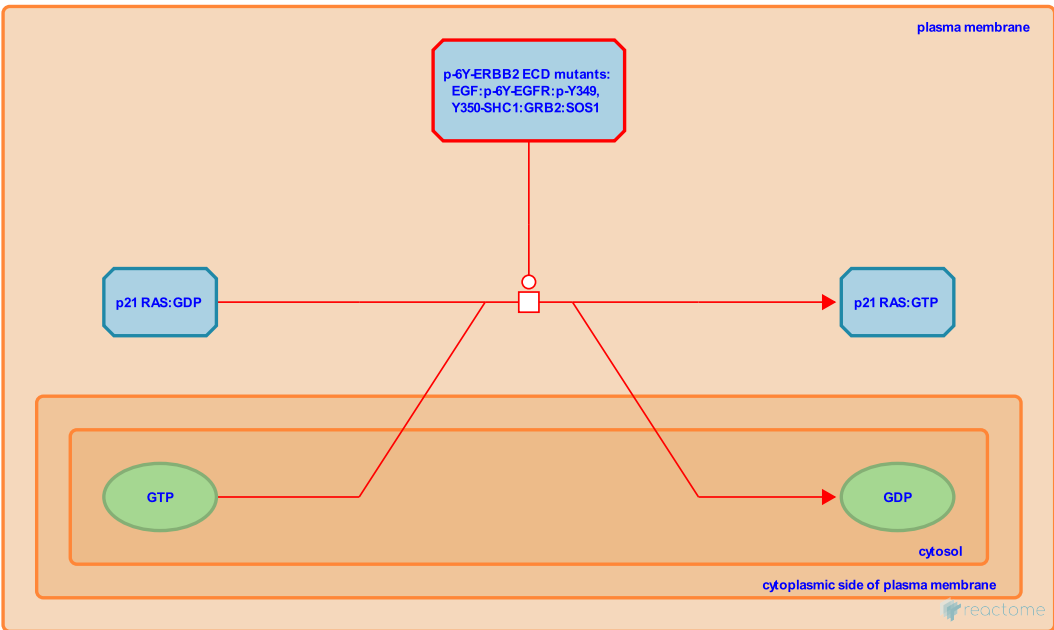 plasma membrane
p-6Y-ERBB2 ECD mutants:
EGF:p-6Y-EGFR:p-Y349,
Y350-SHC1:GRB2:SOS1
p21 RAS:GDP
p21 RAS:GTP
GTP
GDP
cytosol
cytoplasmic side of plasma membrane
reactome